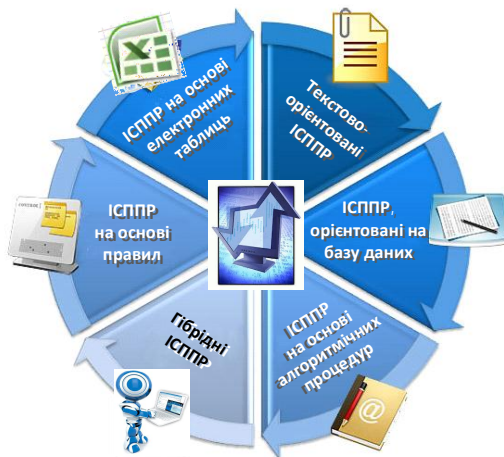 ІСППР на основі
електронних
таблиць
Текстово-
орієнтовані
ІСППР
ІСППР,
орієнтовані на
базу даних
ІСППР
на основі
алгоритмічних
процедур
Гібрідні
ІСППР
ІСППР
на основі
правил
@